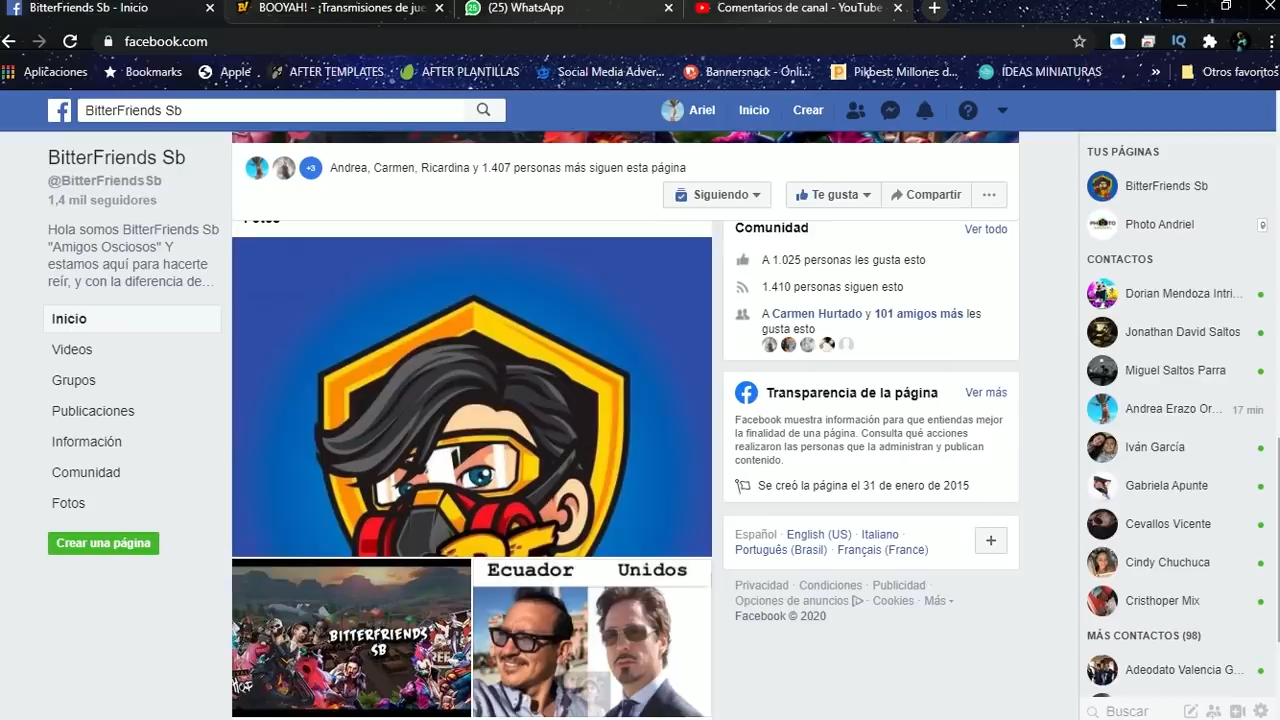 BitterFriends Sb - Inicio
BOOYAH! - ¡Transmisiones de jue
(25) WhatsApp
Comentarios de canal - YouTube
facebook.com
IQ
Aplicaciones
Bookmarks
Apple
AFTER TEMPLATES
AFTER PLANTILLAS
Social Media Adver...
Bannersnack - Onli...
Pikbest: Millones d...
IDEAS MINIATURAS
»
Otros favoritos
BitterFriends Sb
Ariel
Inicio
Crear
BitterFriends Sb
@BitterFriendsSb
1,4 mil seguidores
Hola somos BitterFriends Sb
"Amigos Osciosos" Y
estamos aquí para hacerte
reír, y con la diferencia de…
Inicio
Videos
Grupos
Publicaciones
Información
Comunidad
Fotos
Crear una página
+3
Andrea, Carmen, Ricardina y 1.407 personas más siguen esta página
Siguiendo
Te gusta
Compartir
Fotos
BITTERFRIENDS
SB
Ecuador Unidos
Comunidad
Ver todo
A 1.025 personas les gusta esto
1.410 personas siguen esto
A Carmen Hurtado y 101 amigos más les
gusta esto
Transparencia de la página
Ver más
Facebook muestra información para que entiendas mejor
la finalidad de una página. Consulta qué acciones
realizaron las personas que la administran y publican
contenido.
Se creó la página el 31 de enero de 2015
Español · English (US) · Italiano ·
Português (Brasil) · Français (France)
Privacidad · Condiciones · Publicidad ·
Opciones de anuncios · Cookies · Más
Facebook © 2020
TUS PÁGINAS
BitterFriends Sb
Photo Andriel
CONTACTOS
Dorian Mendoza Intri...
Jonathan David Saltos
Miguel Saltos Parra
Andrea Erazo Or...
17 min
Iván García
Gabriela Apunte
Cevallos Vicente
Cindy Chuchuca
Cristhoper Mix
MÁS CONTACTOS (98)
Adeodato Valencia G...
Buscar